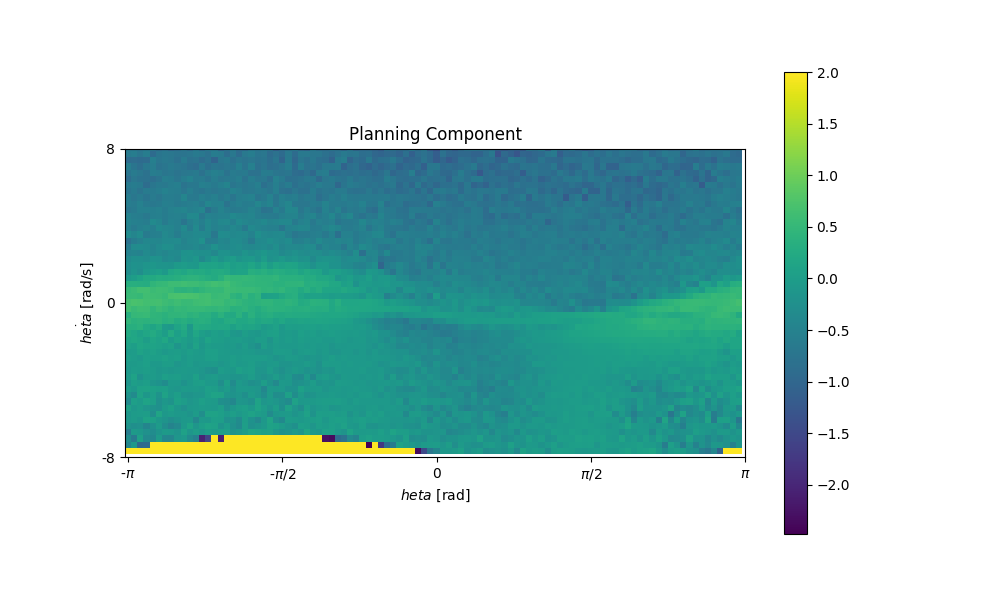 Planning Component
8
0
-8
ḣeta [rad/s]
-π
-π/2
0
π/2
π
heta [rad]
2.0
1.5
1.0
0.5
0.0
−0.5
−1.0
−1.5
−2.0